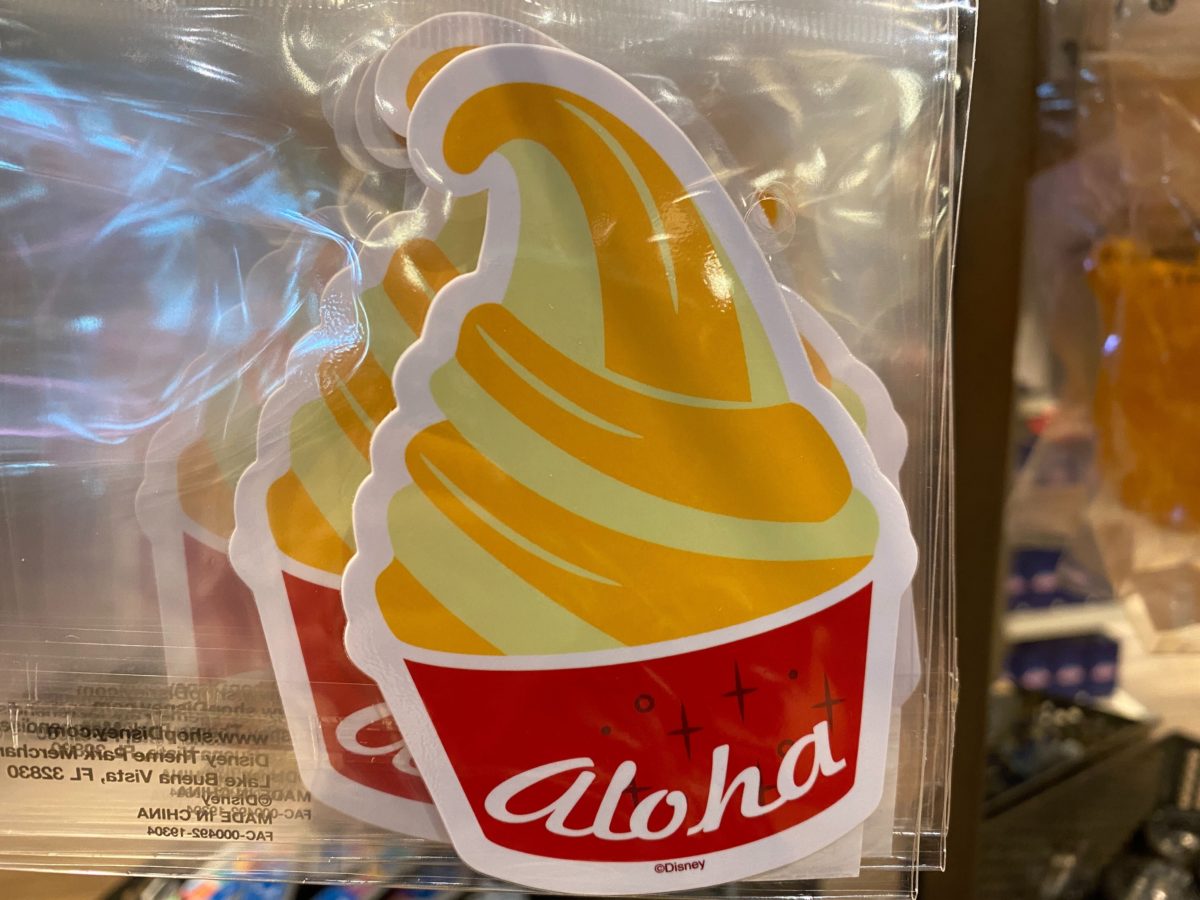 Aloha
©Disney
www.shopDisney.com
Disney Theme Park Merchan
Lake Buena Vista, FL 32830
©Disney
MADE IN CHINA
FAC-000492-19304